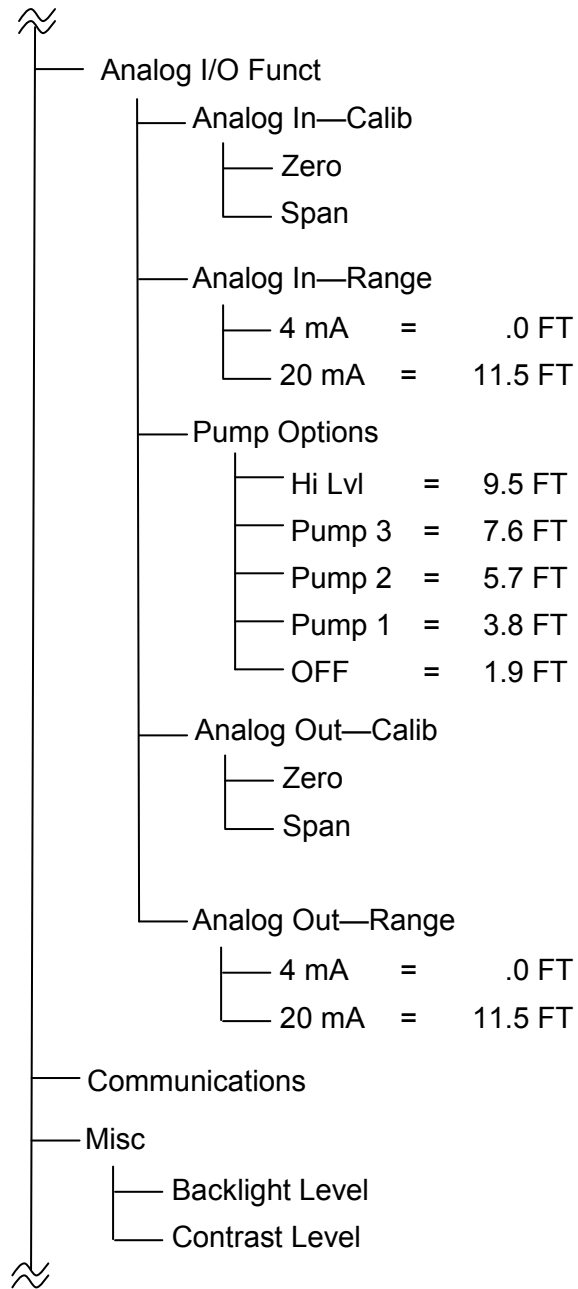 Analog I/O Funct
Analog In—Calib
Zero
Span
Analog In—Range
4 mA = .0 FT
20 mA = 11.5 FT
Pump Options
Hi Lvl = 9.5 FT
Pump 3 = 7.6 FT
Pump 2 = 5.7 FT
Pump 1 = 3.8 FT
OFF = 1.9 FT
Analog Out—Calib
Zero
Span
Analog Out—Range
4 mA = .0 FT
20 mA = 11.5 FT
Communications
Misc
Backlight Level
Contrast Level